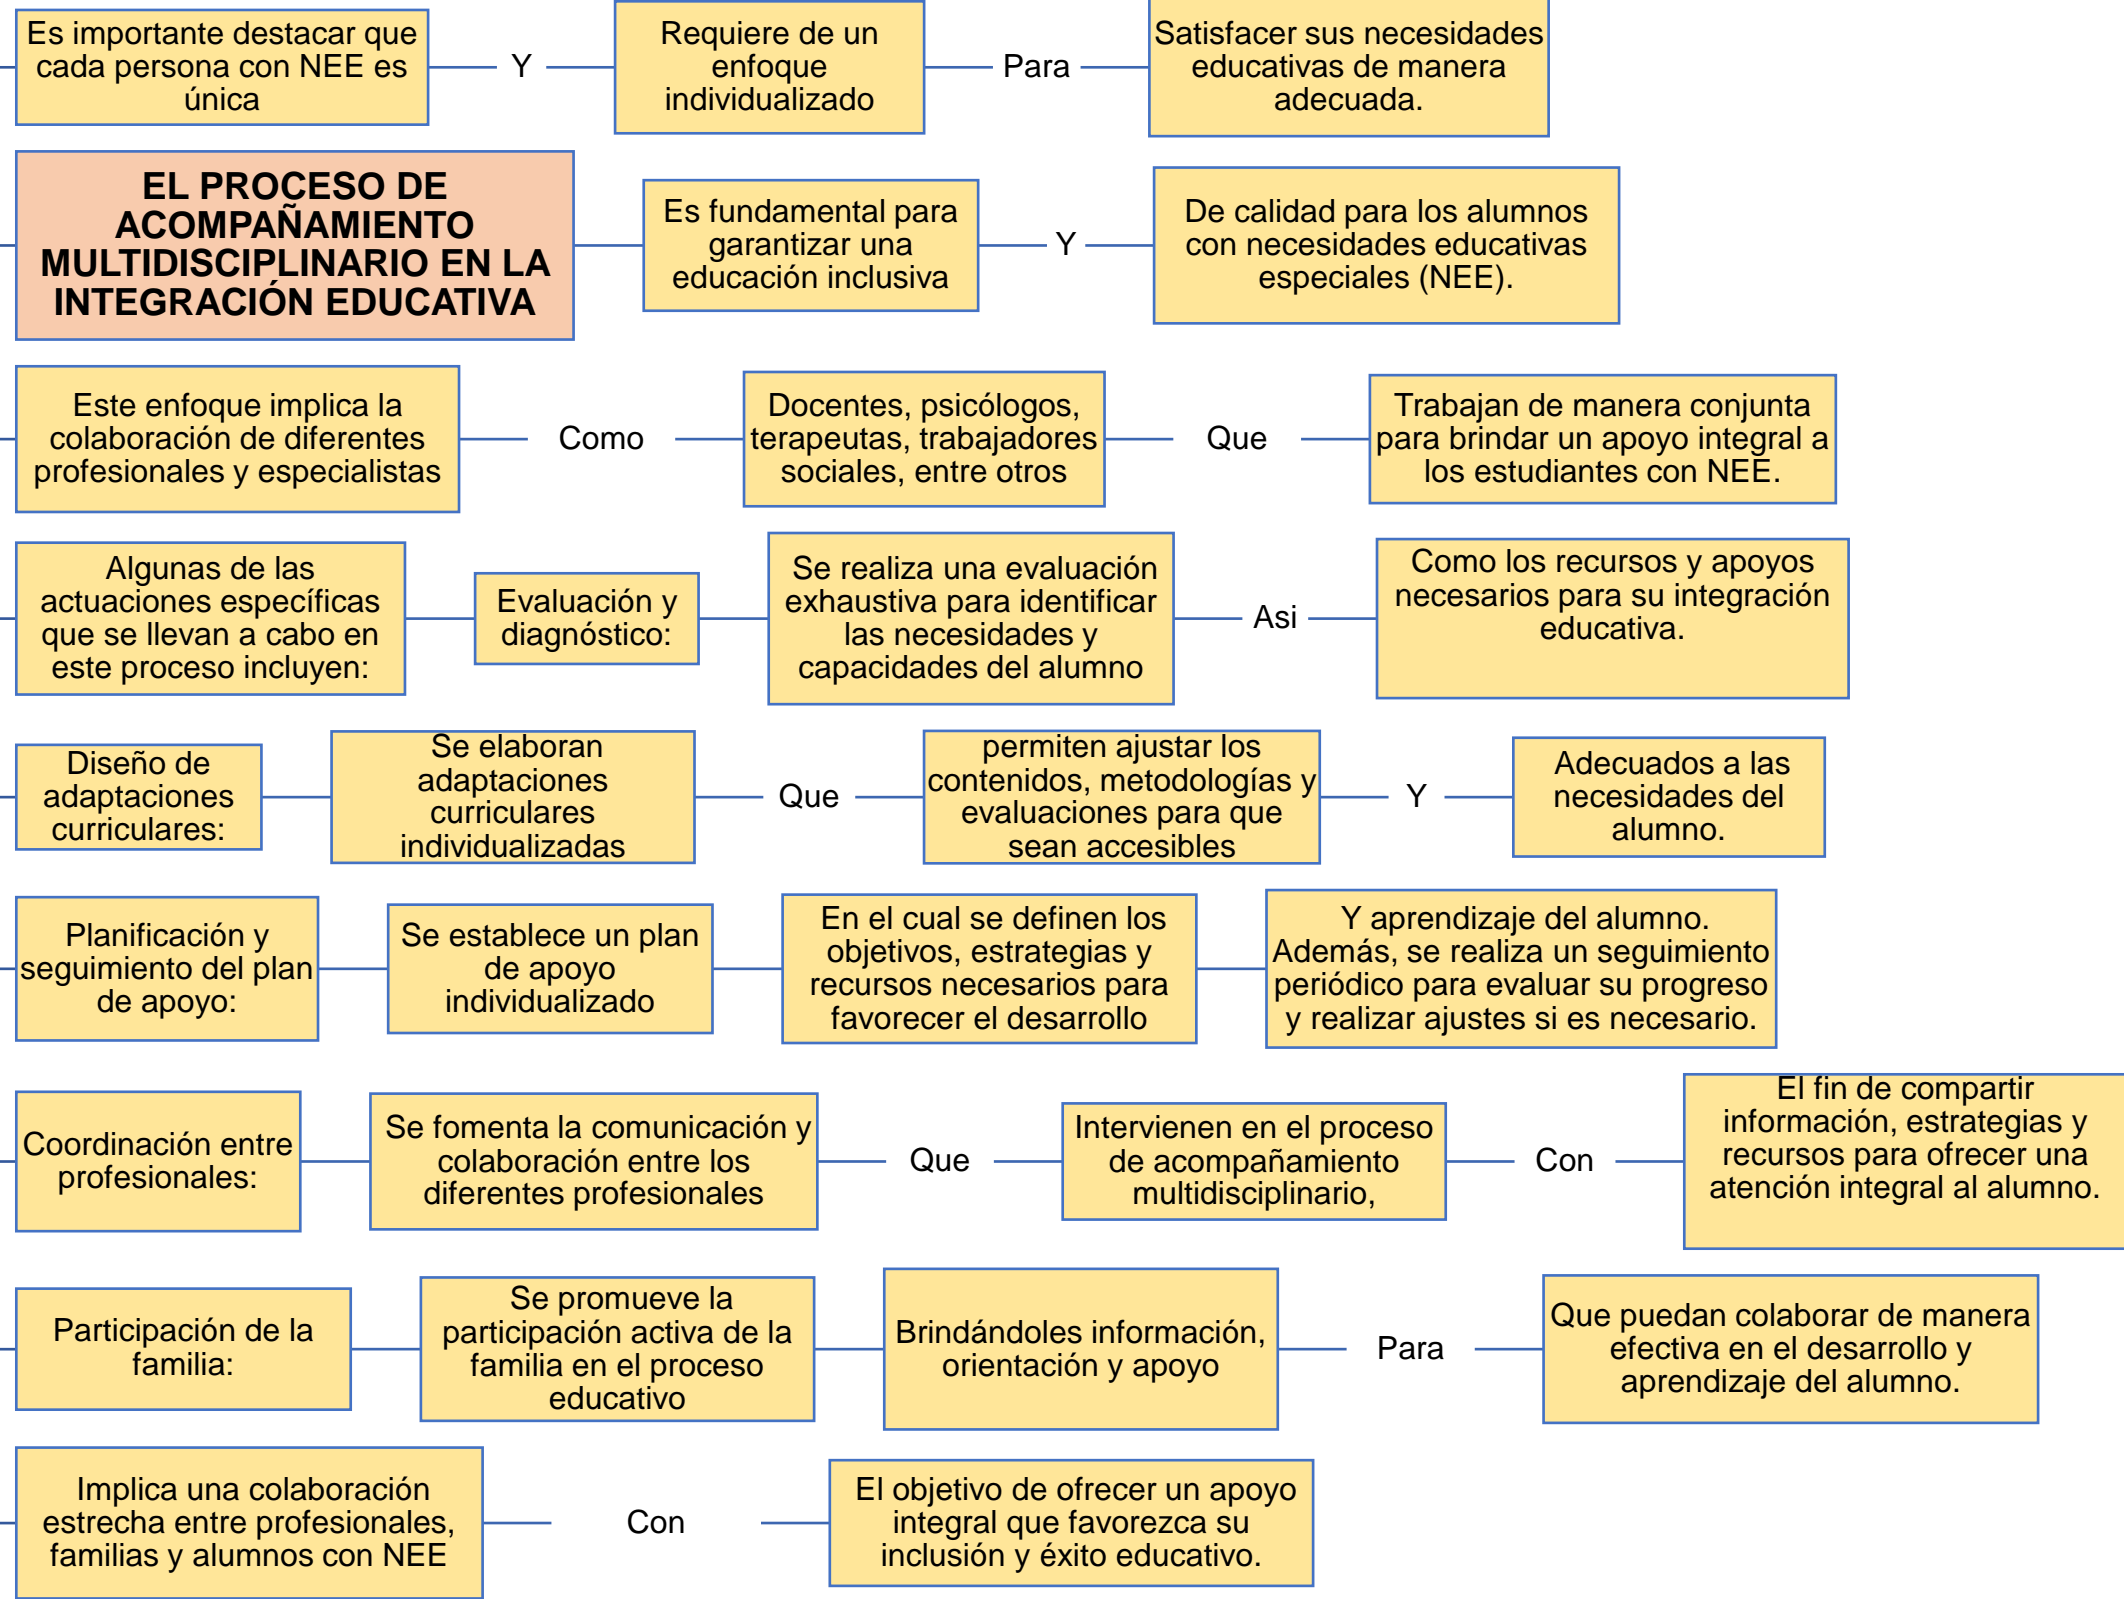 Es importante destacar que
cada persona con NEE es
única
Y
Requiere de un
enfoque
individualizado
Para
Satisfacer sus necesidades
educativas de manera
adecuada.
EL PROCESO DE
ACOMPAÑAMIENTO
MULTIDISCIPLINARIO EN LA
INTEGRACIÓN EDUCATIVA
Es fundamental para
garantizar una
educación inclusiva
Y
De calidad para los alumnos
con necesidades educativas
especiales (NEE).
Este enfoque implica la
colaboración de diferentes
profesionales y especialistas
Como
Docentes, psicólogos,
terapeutas, trabajadores
sociales, entre otros
Que
Trabajan de manera conjunta
para brindar un apoyo integral a
los estudiantes con NEE.
Algunas de las
actuaciones específicas
que se llevan a cabo en
este proceso incluyen:
Evaluación y
diagnóstico:
Se realiza una evaluación
exhaustiva para identificar
las necesidades y
capacidades del alumno
Asi
Como los recursos y apoyos
necesarios para su integración
educativa.
Diseño de
adaptaciones
curriculares:
Se elaboran
adaptaciones
curriculares
individualizadas
Que
permiten ajustar los
contenidos, metodologías y
evaluaciones para que
sean accesibles
Y
Adecuados a las
necesidades del
alumno.
Planificación y
seguimiento del plan
de apoyo:
Se establece un plan
de apoyo
individualizado
En el cual se definen los
objetivos, estrategias y
recursos necesarios para
favorecer el desarrollo
Y aprendizaje del alumno.
Además, se realiza un seguimiento
periódico para evaluar su progreso
y realizar ajustes si es necesario.
Coordinación entre
profesionales:
Se fomenta la comunicación y
colaboración entre los
diferentes profesionales
Que
Intervienen en el proceso
de acompañamiento
multidisciplinario,
Con
El fin de compartir
información, estrategias y
recursos para ofrecer una
atención integral al alumno.
Participación de la
familia:
Se promueve la
participación activa de la
familia en el proceso
educativo
Brindándoles información,
orientación y apoyo
Para
Que puedan colaborar de manera
efectiva en el desarrollo y
aprendizaje del alumno.
Implica una colaboración
estrecha entre profesionales,
familias y alumnos con NEE
Con
El objetivo de ofrecer un apoyo
integral que favorezca su
inclusión y éxito educativo.